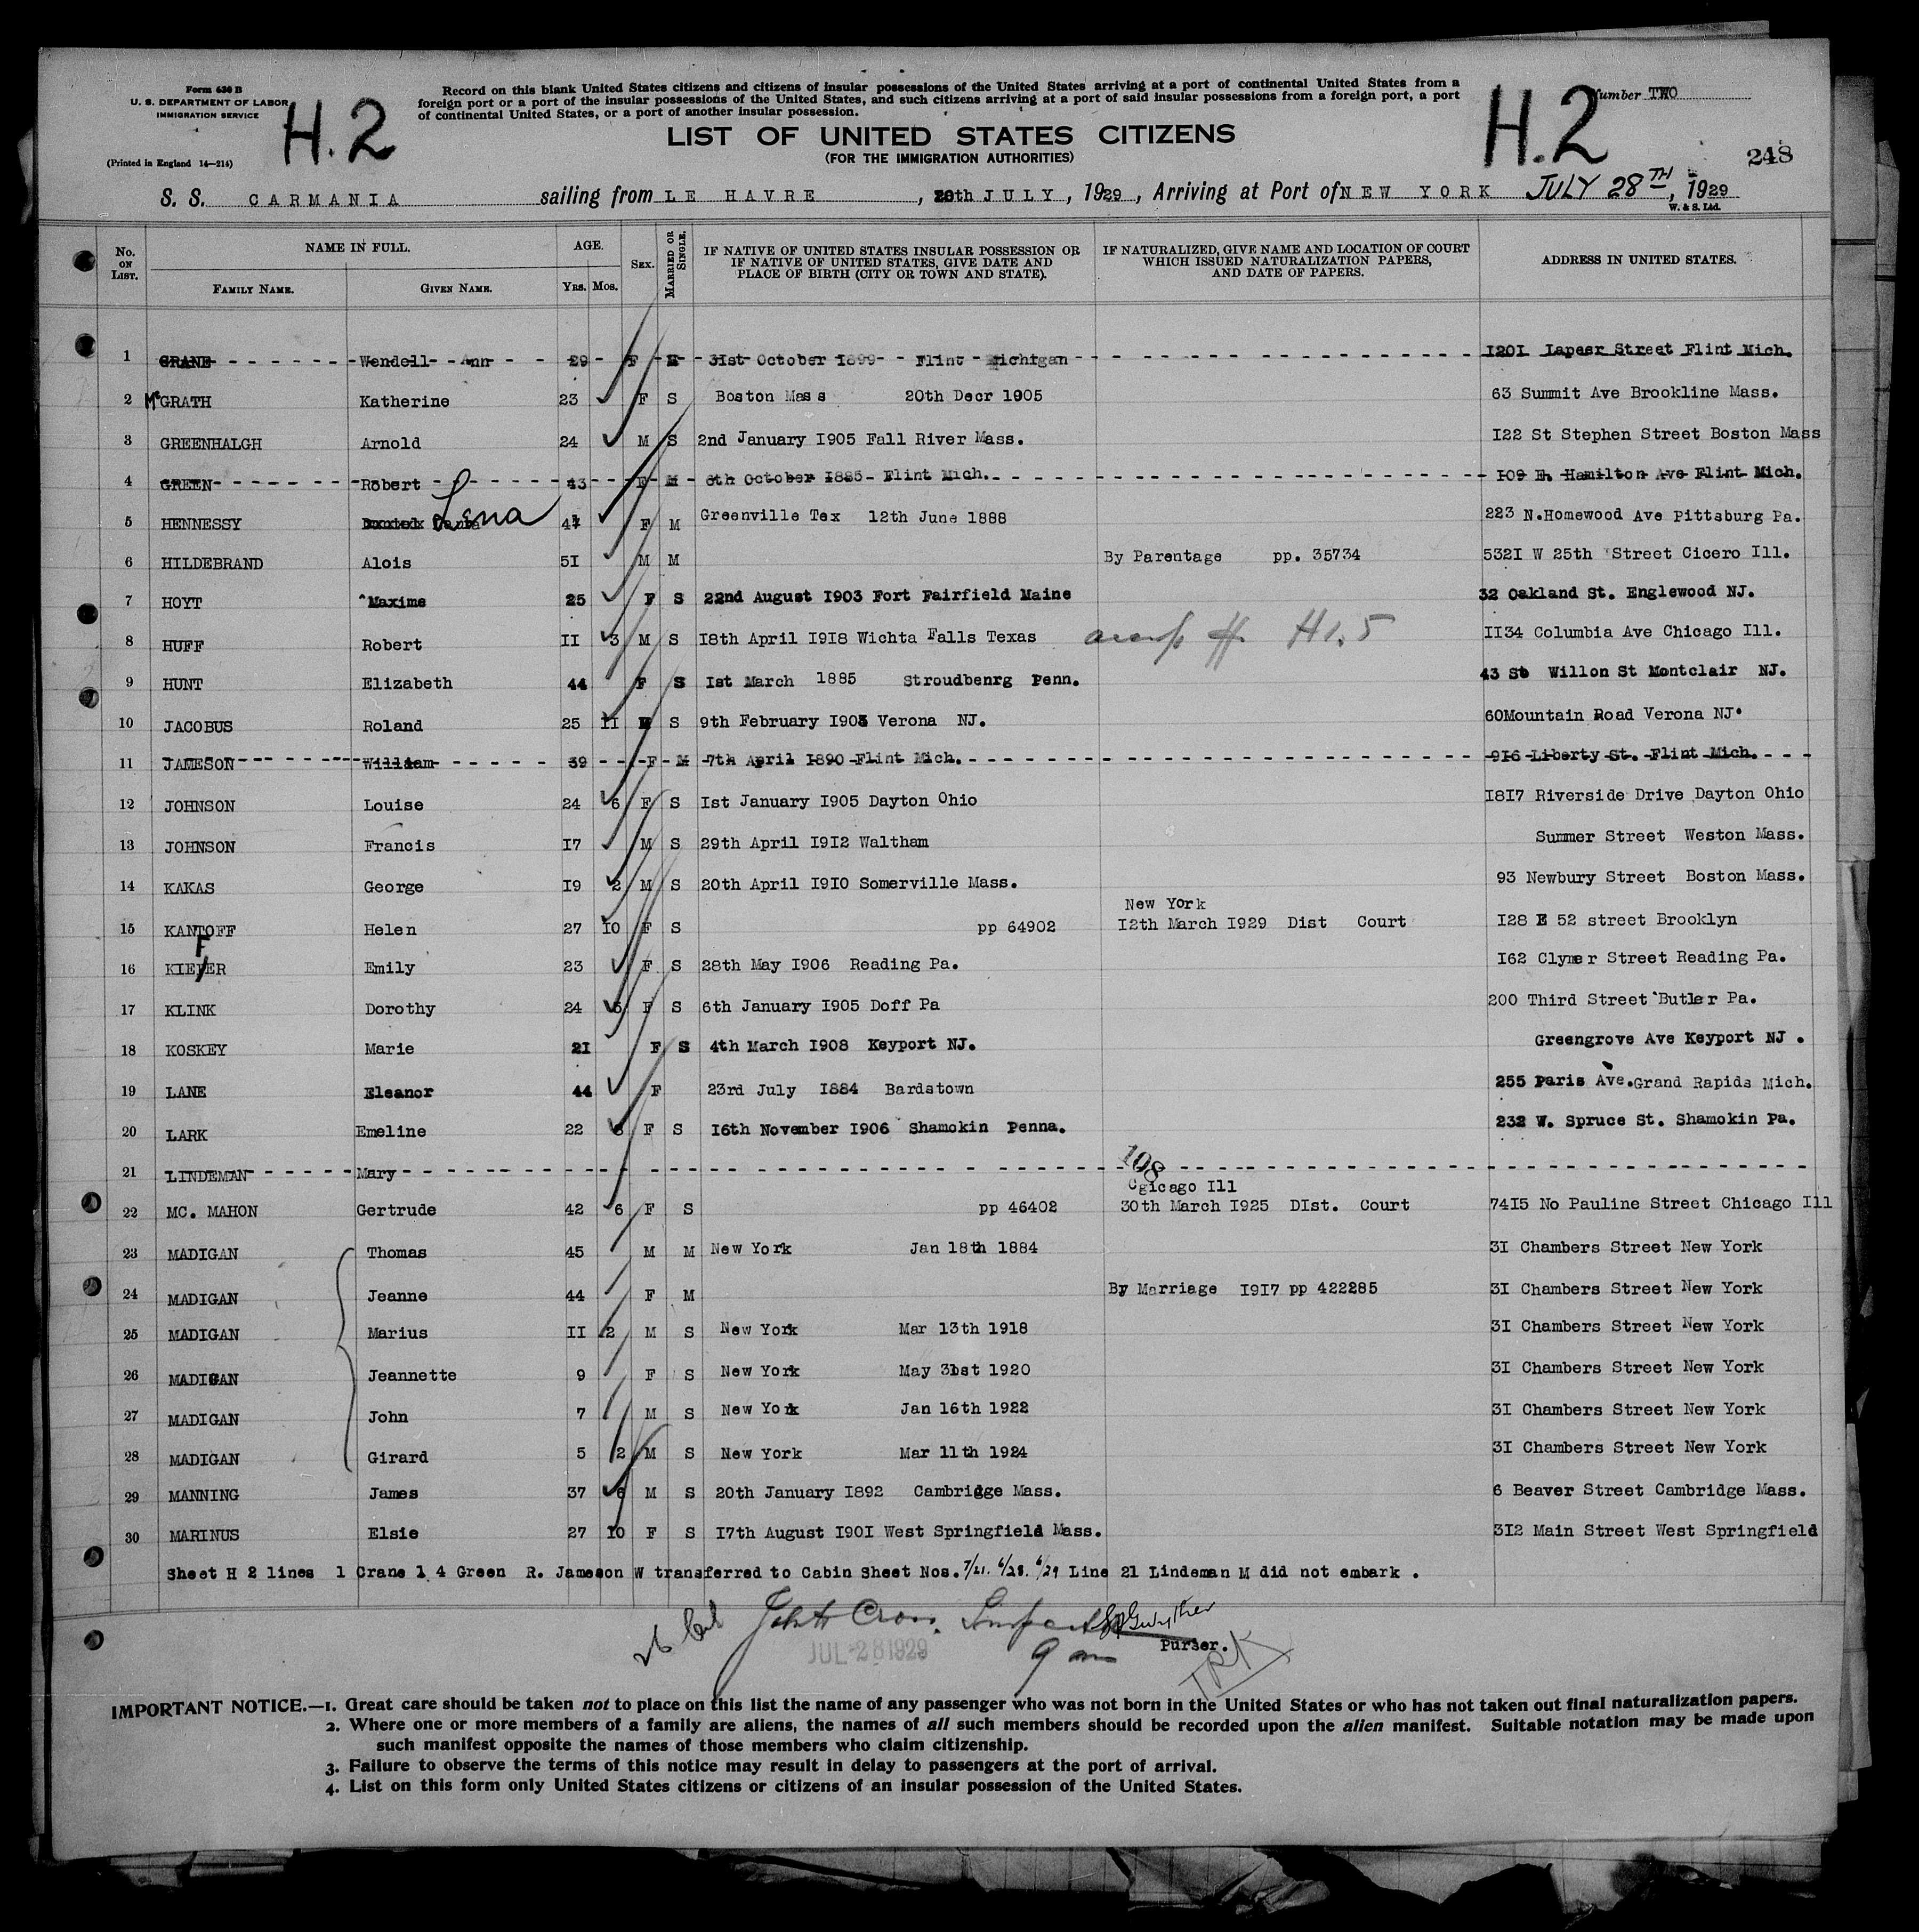 Form 630 B
U. S. DEPARTMENT OF LABOR
IMMIGRATION SERVICE
(Printed in England 14—214)
H.2
Record on this blank United States citizens and citizens of insular possessions of the United States arriving at a port of continental United States from a
foreign port or a port of the insular possessions of the United States, and such citizens arriving at a port of said insular possessions from a foreign port, a port
of continental United States, or a port of another insular possession.
H.2
umber TWO
LIST OF UNITED STATES CITIZENS
(FOR THE IMMIGRATION AUTHORITIES)
248
S. S. CARMANIA sailing from LE HAVRE, 20th JULY, 1929, Arriving at Port of NEW YORK JULY 28TH, 1929
W. & S. Ltd.
No. ON LIST. NAME IN FULL. FAMILY NAME. GIVEN NAME. AGE. YRS. MOS. SEX. MARRIED OR SINGLE. IF NATIVE OF UNITED STATES INSULAR POSSESSION OR IF NATIVE OF UNITED STATES, GIVE DATE AND PLACE OF BIRTH (CITY OR TOWN AND STATE). IF NATURALIZED, GIVE NAME AND LOCATION OF COURT WHICH ISSUED NATURALIZATION PAPERS, AND DATE OF PAPERS. ADDRESS IN UNITED STATES.
1 CRANE Wendell Ann 29 F M 31st October 1899 Flint Michigan 1201 Lapeer Street Flint Mich.
2 McGRATH Katherine 23 F S Boston Mass 20th Decr 1905 63 Summit Ave Brookline Mass.
3 GREENHALGH Arnold 24 M S 2nd January 1905 Fall River Mass. 122 St Stephen Street Boston Mass
4 GREEN Robert 43 F M 6th October 1885 Flint Mich. 109 E. Hamilton Ave Flint Mich.
5 HENNESSY Lena 41 F M Greenville Tex 12th June 1888 223 N.Homewood Ave Pittsburg Pa.
6 HILDEBRAND Alois 51 M M By Parentage pp. 35734 5321 W 25th Street Cicero Ill.
7 HOYT Maxime 25 F S 22nd August 1903 Fort Fairfield Maine 32 Oakland St. Englewood NJ.
8 HUFF Robert 11 3 M S 18th April 1918 Wichta Falls Texas H1.5 1134 Columbia Ave Chicago Ill.
9 HUNT Elizabeth 44 F S 1st March 1885 Stroudbenrg Penn. 43 So Willon St Montclair NJ.
10 JACOBUS Roland 25 11 M S 9th February 1903 Verona NJ. 60Mountain Road Verona NJ.
11 JAMESON William 39 F M 7th April 1890 Flint Mich. 916 Liberty St. Flint Mich.
12 JOHNSON Louise 24 6 F S 1st January 1905 Dayton Ohio 1817 Riverside Drive Dayton Ohio
13 JOHNSON Francis 17 M S 29th April 1912 Waltham Summer Street Weston Mass.
14 KAKAS George 19 2 M S 20th April 1910 Somerville Mass. 93 Newbury Street Boston Mass.
New York
15 KANTOFF Helen 27 10 F S pp 64902 12th March 1929 Dist Court 128 E 52 street Brooklyn
16 KIEFER Emily 23 F S 28th May 1906 Reading Pa. 162 Clymer Street Reading Pa.
17 KLINK Dorothy 24 6 F S 6th January 1905 Doff Pa 200 Third Street Butler Pa.
18 KOSKEY Marie 21 F S 4th March 1908 Keyport NJ. Greengrove Ave Keyport NJ .
19 LANE Eleanor 44 F 23rd July 1884 Bardstown 255 Paris Ave.Grand Rapids Mich.
20 LARK Emeline 22 8 F S 16th November 1906 Shamokin Penna. 232 W. Spruce St. Shamokin Pa.
21 LINDEMAN Mary
108
Cgicago Ill
22 MC. MAHON Gertrude 42 6 F S pp 46402 30th March 1925 DIst. Court 7415 No Pauline Street Chicago Ill
23 MADIGAN Thomas 45 M M New York Jan 18th 1884 31 Chambers Street New York
24 MADIGAN Jeanne 44 F M By Marriage 1917 pp 422285 31 Chambers Street New York
25 MADIGAN Marius 11 2 M S New York Mar 13th 1918 31 Chambers Street New York
26 MADIGAN Jeannette 9 F S New York May 31st 1920 31 Chambers Street New York
27 MADIGAN John 7 M S New York Jan 16th 1922 31 Chambers Street New York
28 MADIGAN Girard 5 2 M S New York Mar 11th 1924 31 Chambers Street New York
29 MANNING James 37 6 M S 20th January 1892 Cambridge Mass. 6 Beaver Street Cambridge Mass.
30 MARINUS Elsie 27 10 F S 17th August 1901 West Springfield Mass. 312 Main Street West Springfield
Sheet H 2 lines 1 Crane 1 4 Green R. Jameson W transferred to Cabin Sheet Nos. 7/21. 6/28. 6/29 Line 21 Lindeman M did not embark .
JUL 28 1929
Purser.
IMPORTANT NOTICE.—1. Great care should be taken not to place on this list the name of any passenger who was not born in the United States or who has not taken out final naturalization papers.
2. Where one or more members of a family are aliens, the names of all such members should be recorded upon the alien manifest. Suitable notation may be made upon
such manifest opposite the names of those members who claim citizenship.
3. Failure to observe the terms of this notice may result in delay to passengers at the port of arrival.
4. List on this form only United States citizens or citizens of an insular possession of the United States.